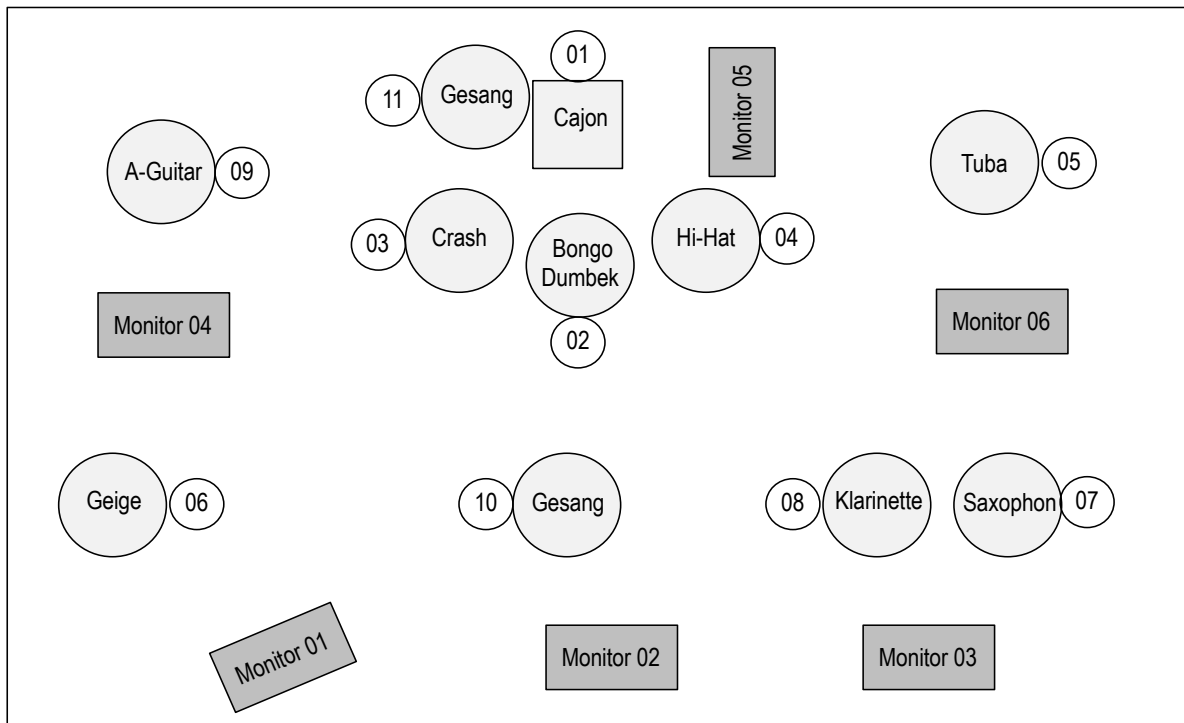 01
Gesang
11
Cajon
Monitor 05
A-Guitar
09
Tuba
05
03
Crash
Bongo
Dumbek
Hi-Hat
04
Monitor 04
02
Monitor 06
Geige
06
10
Gesang
08
Klarinette
Saxophon
07
Monitor 01
Monitor 02
Monitor 03